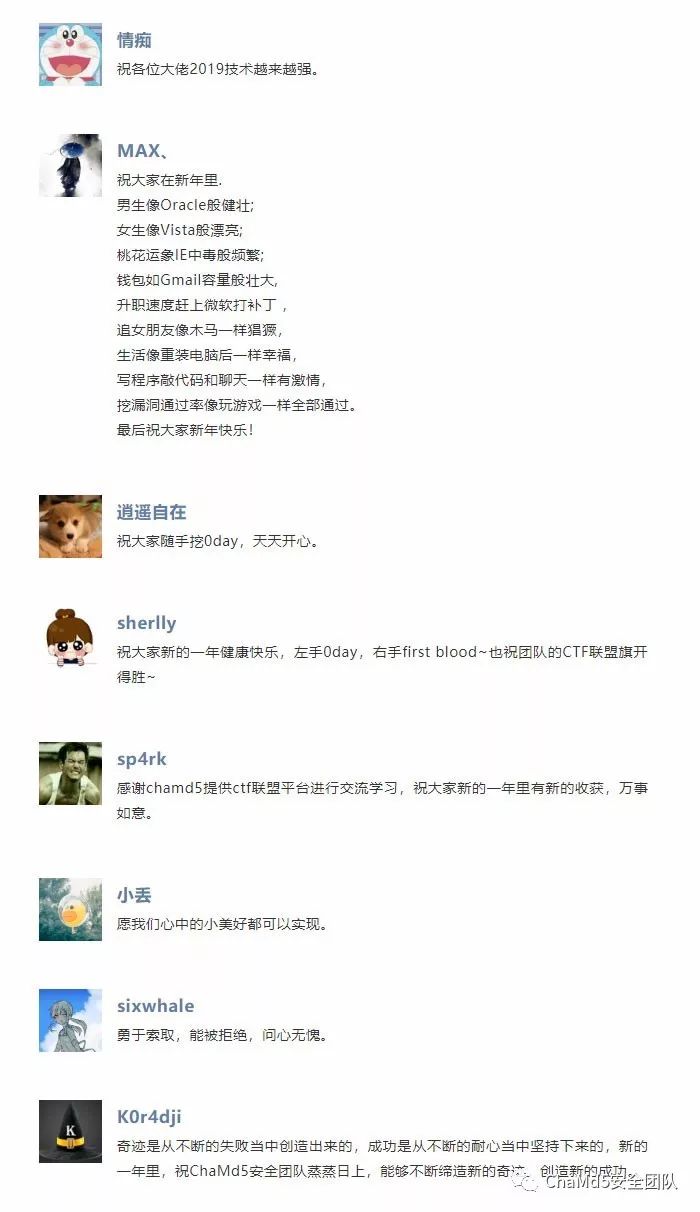 情痴
祝各位大佬2019技术越来越强。
MAX、
祝大家在新年里.
男生像Oracle般健壮;
女生像Vista般漂亮;
桃花运象IE中毒般频繁;
钱包如Gmail容量般壮大,
升职速度赶上微软打补丁 ,
追女朋友像木马一样猖獗,
生活像重装电脑后一样幸福,
写程序敲代码和聊天一样有激情,
挖漏洞通过率像玩游戏一样全部通过。
最后祝大家新年快乐!
逍遥自在
祝大家随手挖0day，天天开心。
sherlly
祝大家新的一年健康快乐，左手0day，右手first blood~也祝团队的CTF联盟旗开
得胜~
sp4rk
感谢chamd5提供ctf联盟平台进行交流学习，祝大家新的一年里有新的收获，万事
如意。
小丢
愿我们心中的小美好都可以实现。
sixwhale
勇于索取，能被拒绝，问心无愧。
K
K0r4dji
奇迹是从不断的失败当中创造出来的，成功是从不断的耐心当中坚持下来的，新的
一年里，祝ChaMd5安全团队蒸蒸日上，能够不断缔造新的奇迹，创造新的成功。
ChaMd5安全团队